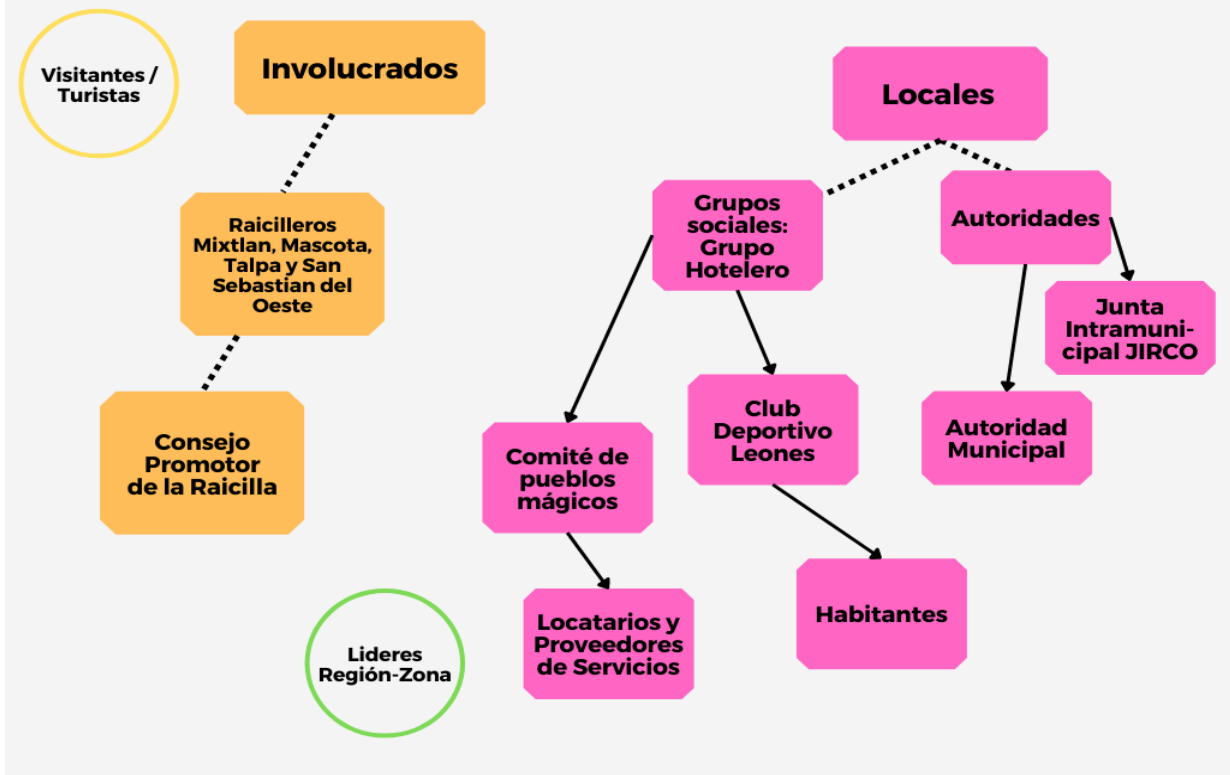 Visitantes /
Turistas
Involucrados
Locales
Raicilleros
Mixtlan, Mascota,
Talpa y San
Sebastian del
Oeste
Grupos
sociales:
Grupo
Hotelero
Autoridades
Junta
Intramuni-
cipal JIRCO
Consejo
Promotor
de la Raicilla
Comité de
pueblos
mágicos
Club
Deportivo
Leones
Autoridad
Municipal
Lideres
Región-Zona
Locatarios y
Proveedores
de Servicios
Habitantes